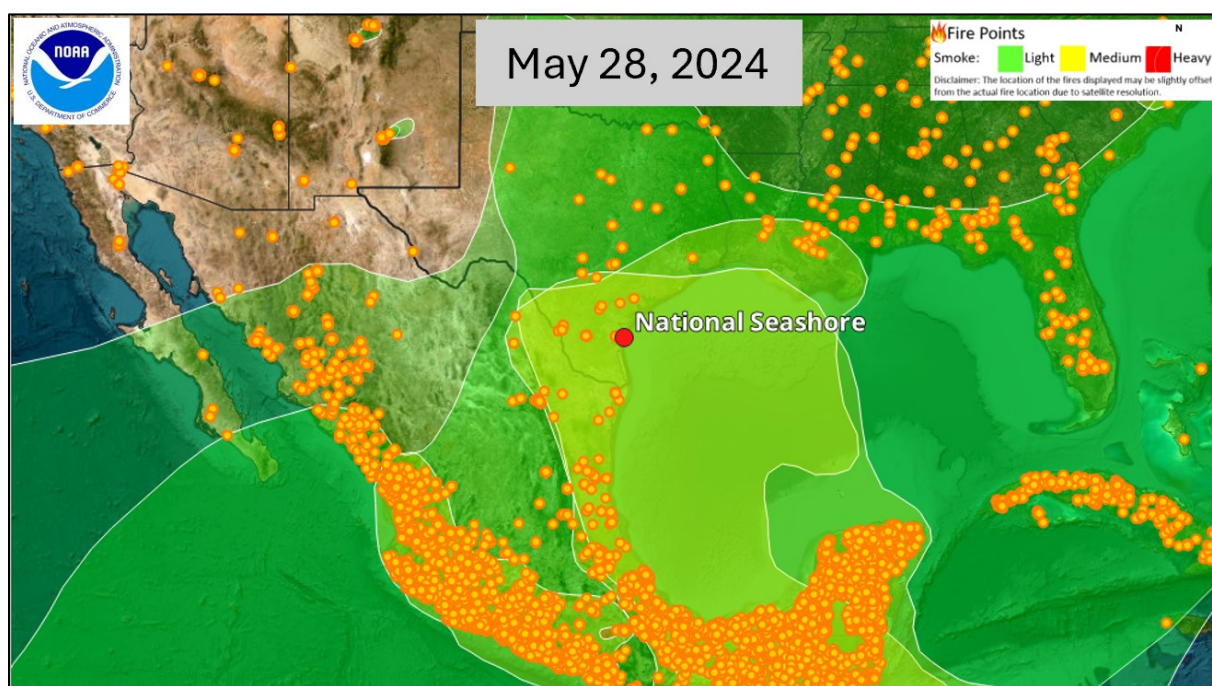 NATIONAL OCEANIC AND ATMOSPHERIC ADMINISTRATION
NOAA
U.S. DEPARTMENT OF COMMERCE
May 28, 2024
Fire Points
N
Smoke: Light Medium Heavy
Disclaimer: The location of the fires displayed may be slightly offset
from the actual fire location due to satellite resolution.
National Seashore